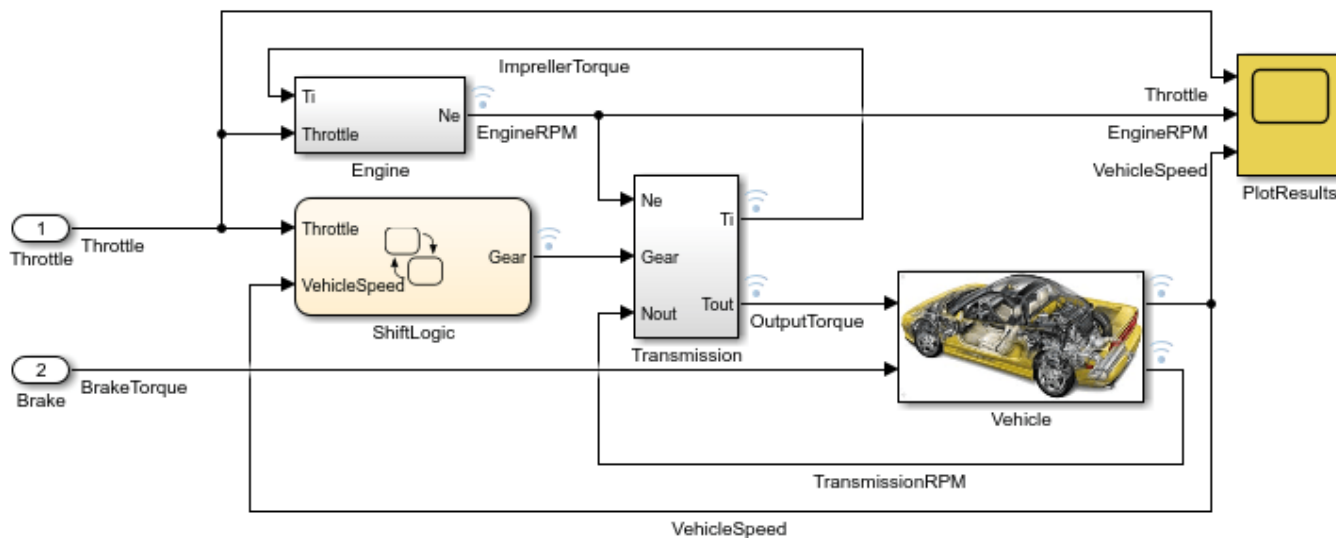 ImprellerTorque
Ti
Throttle
Ne
EngineRPM
Engine
Throttle
EngineRPM
VehicleSpeed
PlotResults
1
Throttle
Throttle
Throttle
VehicleSpeed
Gear
ShiftLogic
Ne
Gear
Nout
Ti
Tout
Transmission
OutputTorque
2
Brake
BrakeTorque
Vehicle
TransmissionRPM
VehicleSpeed